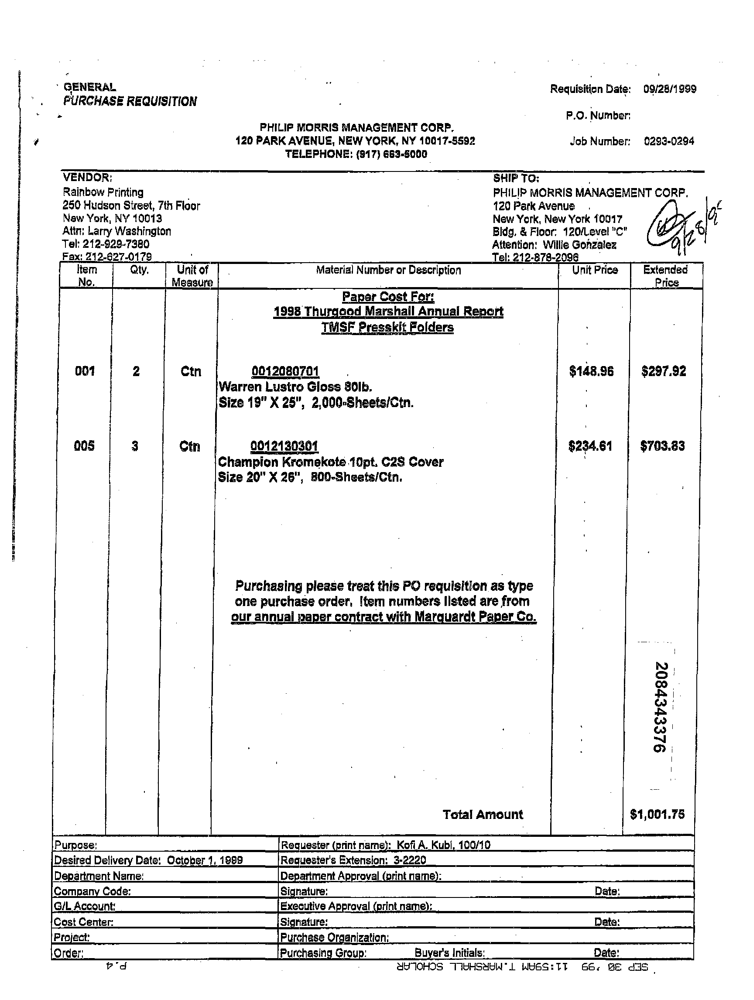 GENERAL
PURCHASE REQUISITION
Requisition Date: 09/28/1999
P.O. Number:
Job Number: 0293-0294
PHILIP MORRIS MANAGEMENT CORP.
120 PARK AVENUE, NEW YORK, NY 10017-5592
TELEPHONE: (917) 663-5000
VENDOR:
Rainbow Printing
250 Hudson Street, 7th Floor
New York, NY 10013
Attn: Larry Washington
Tel: 212-929-7380
Fax: 212-627-0179
SHIP TO:
PHILIP MORRIS MANAGEMENT CORP.
120 Park Avenue
New York, New York 10017
Bldg. & Floor: 120/Level "C"
Attention: Willie Gonzalez
Tel: 212-878-2096
9/28/9
Item No. Qty. Unit of Measure Material Number or Description Unit Price Extended Price
Paper Cost For:
1998 Thurgood Marshall Annual Report
TMSF Presskit Folders
001 2 Ctn 0012080701 $148.96 $297.92
Warren Lustro Gloss 80lb.
Size 19" X 25", 2,000-Sheets/Ctn.
005 3 Ctn 0012130301 $234.61 $703.83
Champion Kromekote 10pt. C2S Cover
Size 20" X 26", 800-Sheets/Ctn.
Purchasing please treat this PO requisition as type
one purchase order, Item numbers listed are from
our annual paper contract with Marquardt Paper Co.
2084343376
Total Amount $1,001.75
Purpose: Requester (print name): Kofi A. Kubi, 100/10
Desired Delivery Date: October 1, 1999 Requester's Extension: 3-2220
Department Name: Department Approval (print name):
Company Code: Signature: Date:
G/L Account: Executive Approval (print name):
Cost Center: Signature: Date:
Project: Purchase Organization:
Order: Purchasing Group: Buyer's Initials: Date:
SEP 30 '99 11:59AM T.MARSHALL SCHOLAR P.4